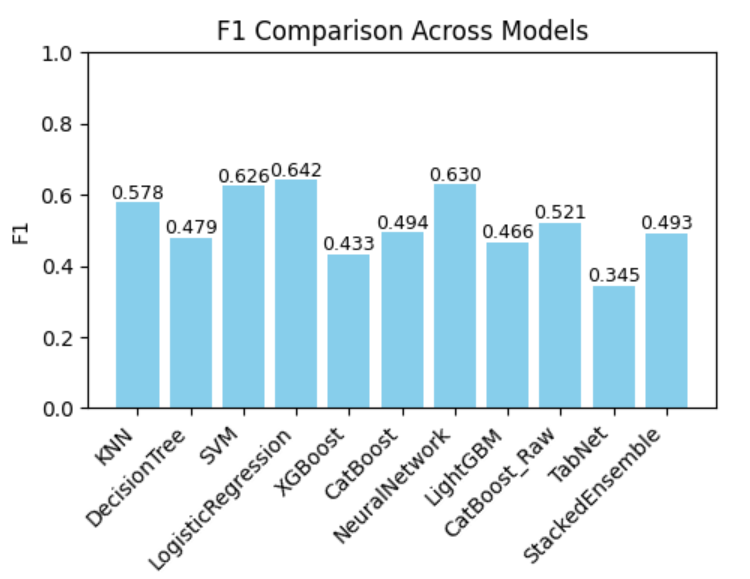 F1 Comparison Across Models
1.0
0.8
0.6
0.4
0.2
0.0
F1
0.578
0.479
0.626
0.642
0.433
0.494
0.630
0.466
0.521
0.345
0.493
KNN
DecisionTree
SVM
LogisticRegression
XGBoost
CatBoost
NeuralNetwork
LightGBM
CatBoost_Raw
TabNet
StackedEnsemble